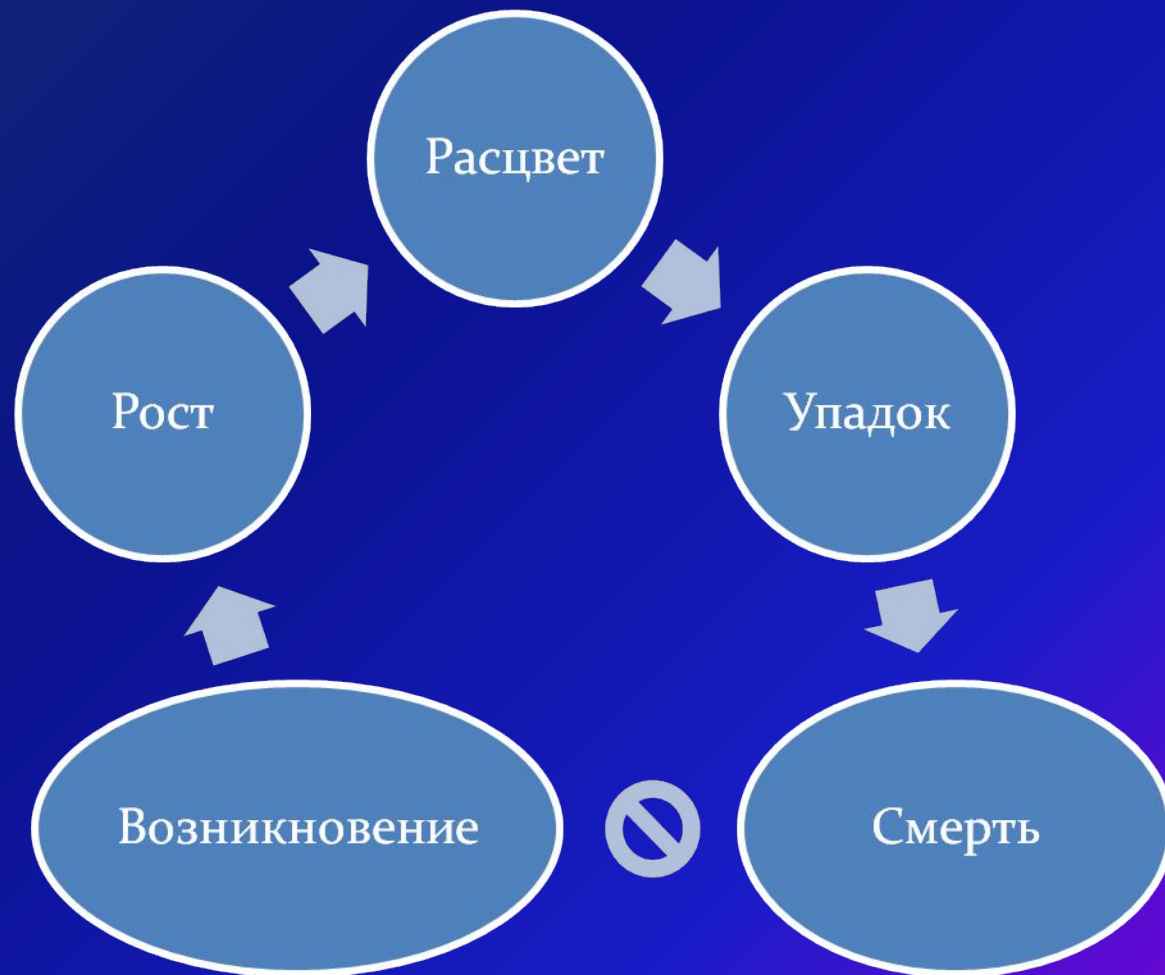 Расцвет
Рост
Упадок
Возникновение
Смерть